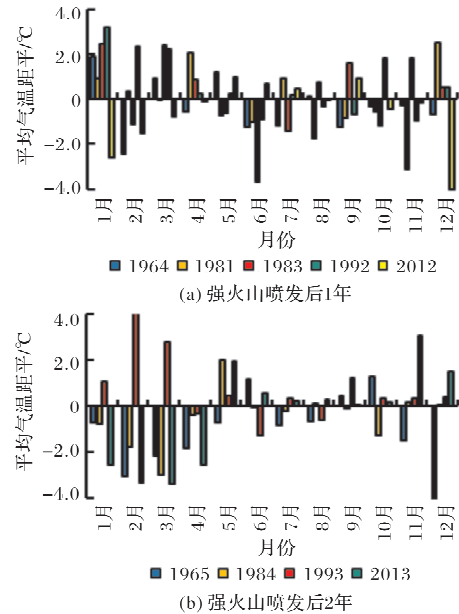 平均气温距平/℃
4.0
2.0
0
−2.0
−4.0
1月 2月 3月 4月 5月 6月 7月 8月 9月 10月 11月 12月
月份
1964 1981 1983 1992 2012
(a) 强火山喷发后1年
平均气温距平/℃
4.0
2.0
0
−2.0
−4.0
1月 2月 3月 4月 5月 6月 7月 8月 9月 10月 11月 12月
月份
1965 1984 1993 2013
(b) 强火山喷发后2年